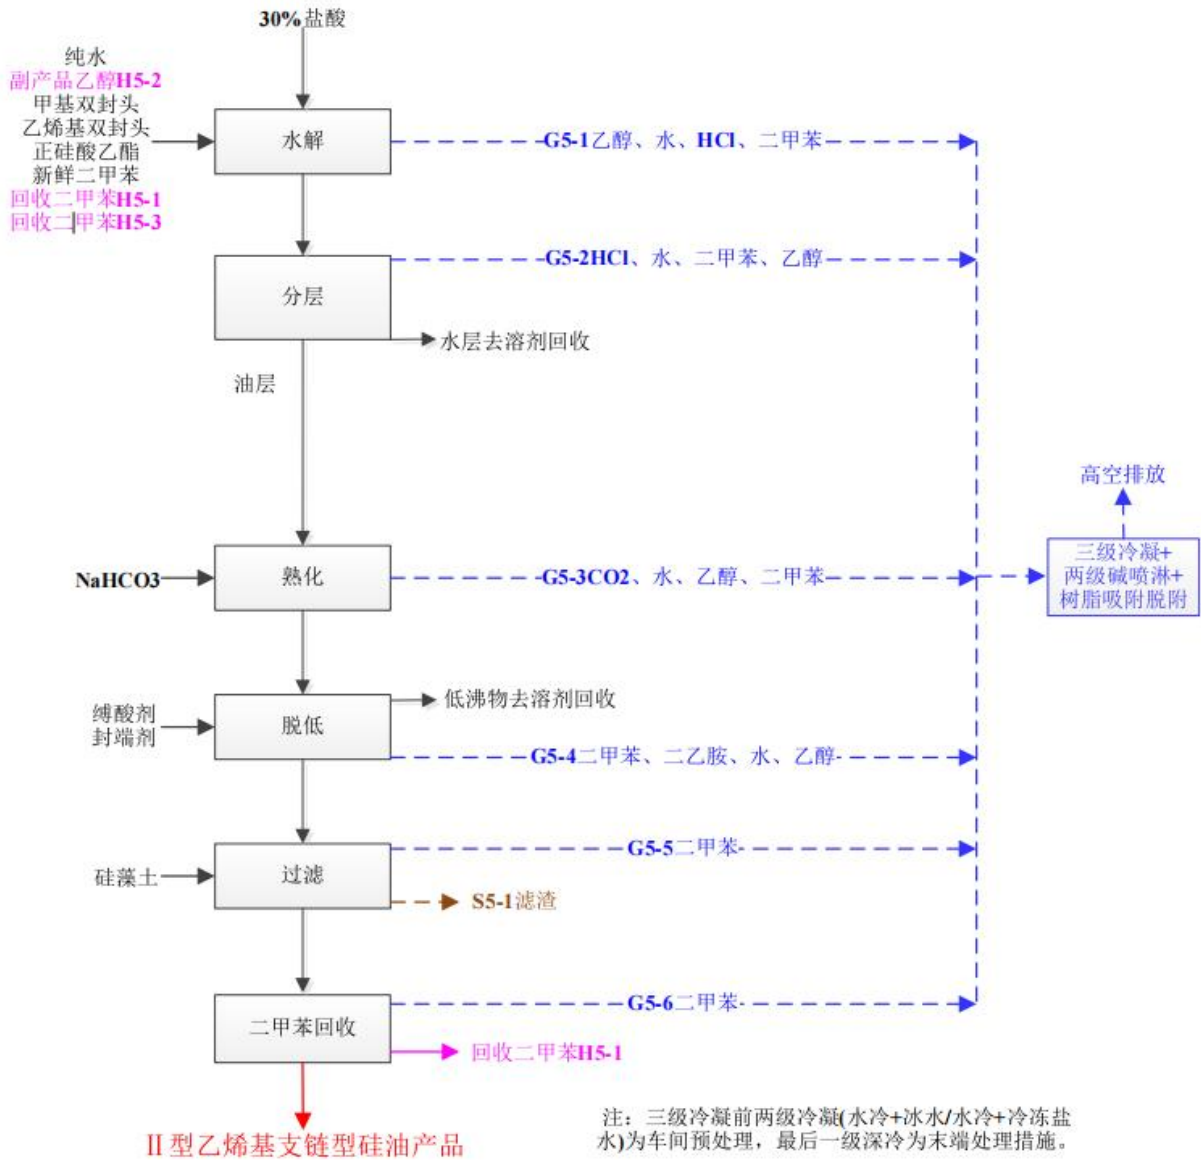 30%盐酸
纯水
副产品乙醇H5-2
甲基双封头
乙烯基双封头
正硅酸乙酯
新鲜二甲苯
回收二甲苯H5-1
回收二甲苯H5-3
水解
G5-1乙醇、水、HCl、二甲苯
G5-2HCl、水、二甲苯、乙醇
分层
水层去溶剂回收
油层
高空排放
三级冷凝+
两级碱喷淋+
树脂吸附脱附
NaHCO3
熟化
G5-3CO2、水、乙醇、二甲苯
低沸物去溶剂回收
缚酸剂
封端剂
脱低
G5-4二甲苯、二乙胺、水、乙醇
G5-5二甲苯
硅藻土
过滤
S5-1滤渣
G5-6二甲苯
二甲苯回收
回收二甲苯H5-1
II型乙烯基支链型硅油产品
注：三级冷凝前两级冷凝(水冷+冰水/水冷+冷冻盐
水)为车间预处理，最后一级深冷为末端处理措施。